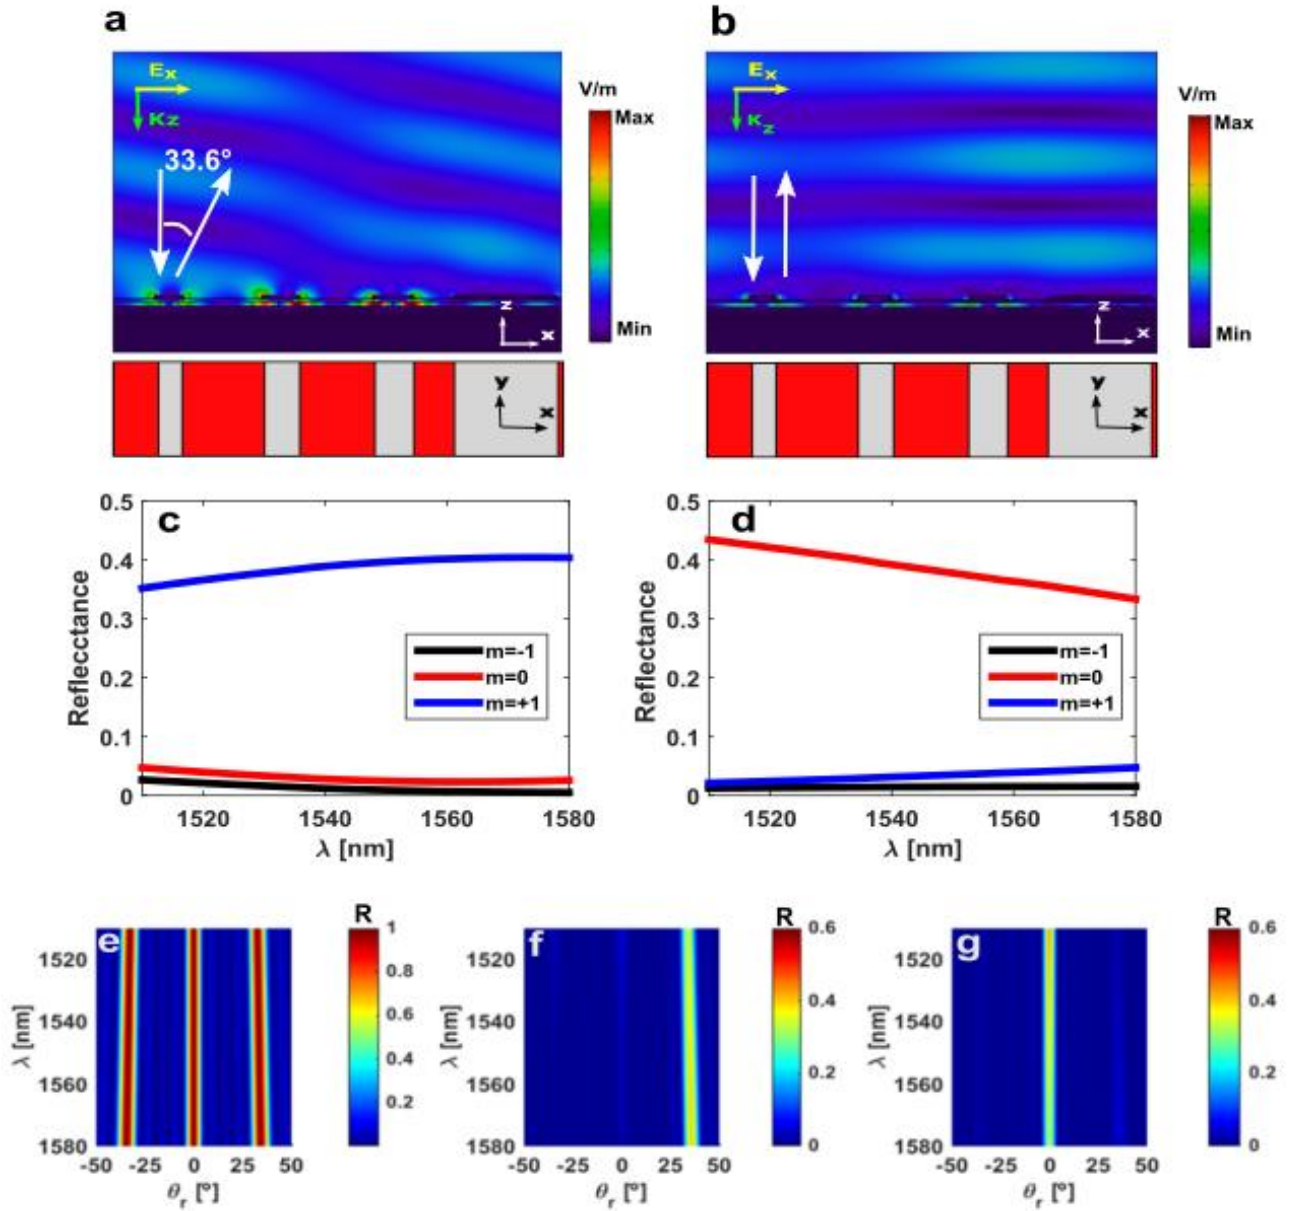 a
E x
Kz
33.6°
z
x
V/m
Max
Min
y
x
b
E x
K z
z
x
V/m
Max
Min
y
x
c
0.5
0.4
0.3
0.2
0.1
0
Reflecctance
m=-1
m=0
m=+1
1520 1540 1560 1580
λ [nm]
d
0.5
0.4
0.3
0.2
0.1
0
Reflectance
m=-1
m=0
m=+1
1520 1540 1560 1580
λ [nm]
e
1520
1540
1560
1580
λ [nm]
-50 -25 0 25 50
θr [°]
R
1
0.8
0.6
0.4
0.2
f
1520
1540
1560
1580
λ [nm]
-50 -25 0 25 50
θr [°]
R
0.6
0.4
0.2
0
g
1520
1540
1560
1580
λ [nm]
-50 -25 0 25 50
θr [°]
R
0.6
0.4
0.2
0